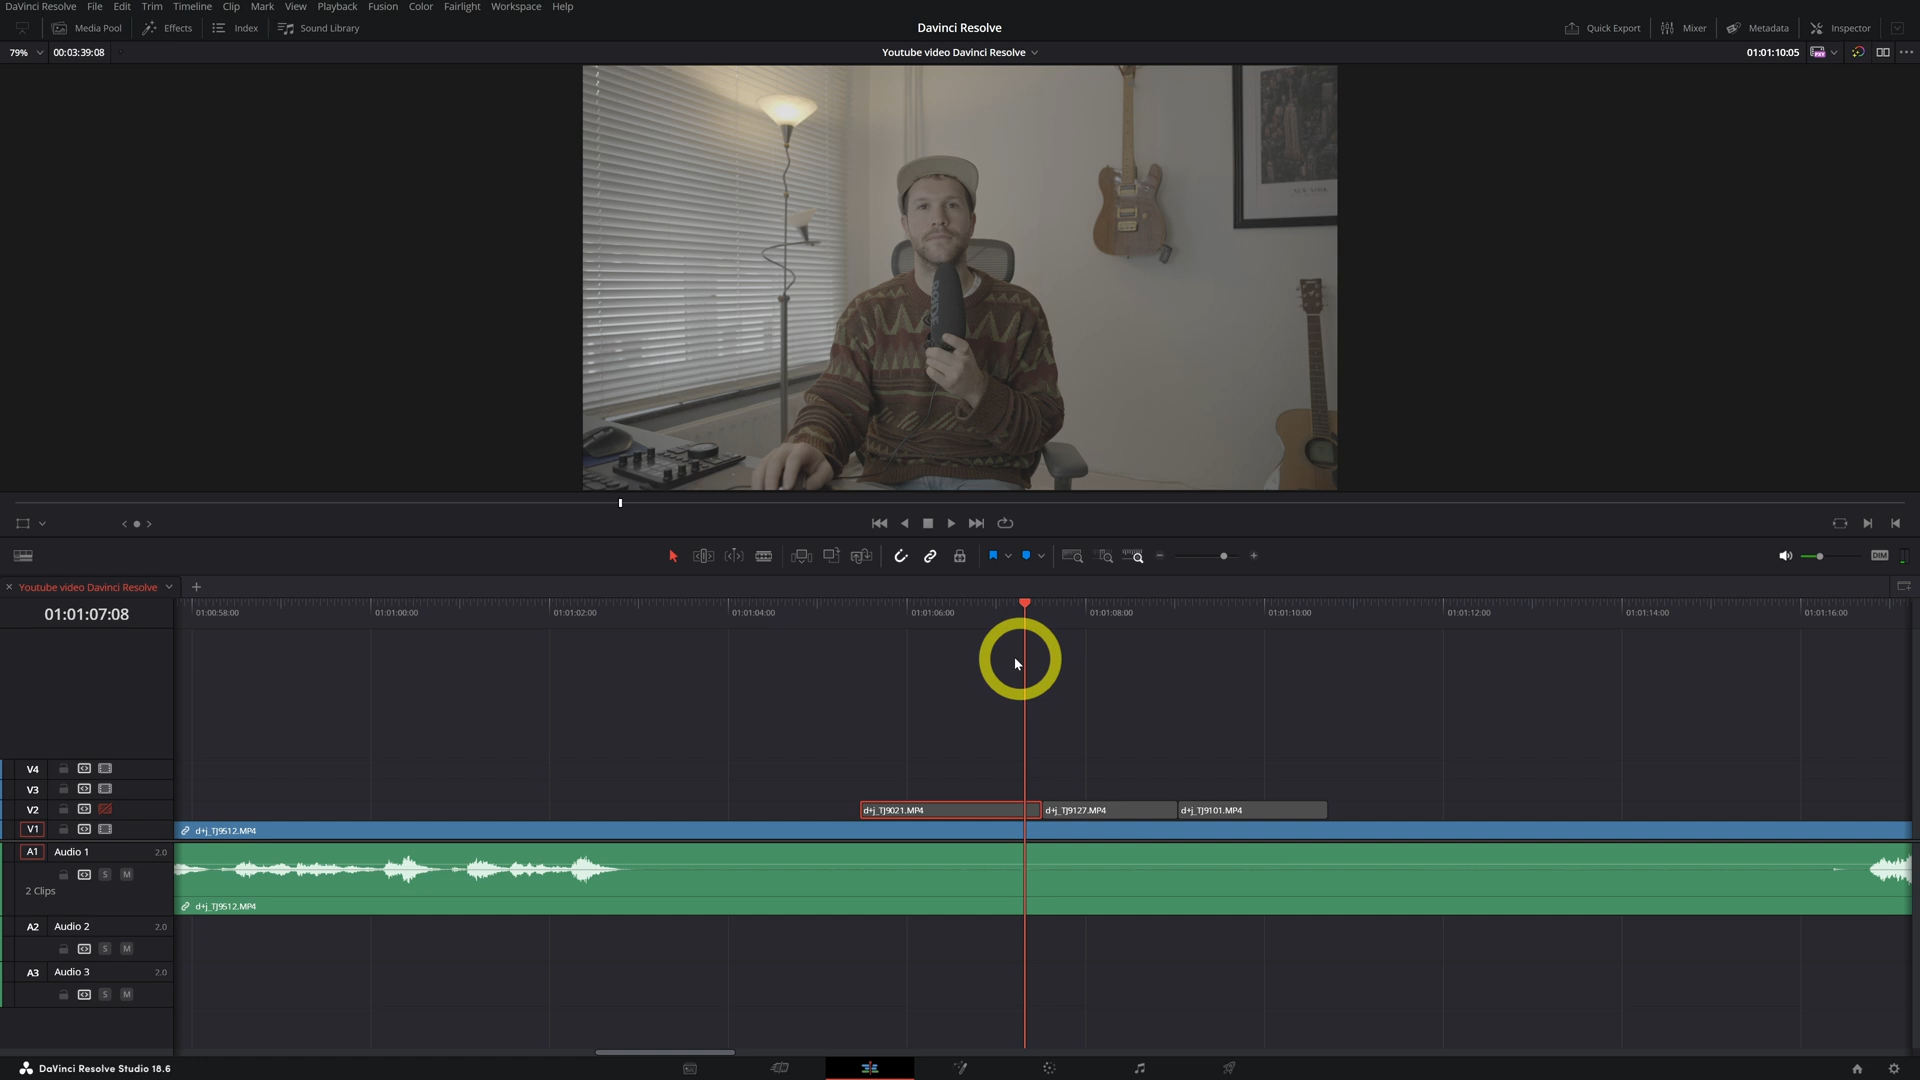 DaVinci Resolve File Edit Trim Timeline Clip Mark View Playback Fusion Color Fairlight Workspace Help
Media Pool Effects Index Sound Library Davinci Resolve Quick Export Mixer Metadata Inspector
79% 00:03:39:08 Youtube video Davinci Resolve 01:01:10:05
RODE
NEW YORK
DIM
Youtube video Davinci Resolve
01:01:07:08 01:00:58:00 01:01:00:00 01:01:02:00 01:01:04:00 01:01:06:00 01:01:08:00 01:01:10:00 01:01:12:00 01:01:14:00 01:01:16:00
V4
V3
V2 d+j_TJ9021.MP4 d+j_TJ9127.MP4 d+j_TJ9101.MP4
V1 d+j_TJ9512.MP4
A1 Audio 1 2.0
S M
2 Clips
d+j_TJ9512.MP4
A2 Audio 2 2.0
S M
A3 Audio 3 2.0
S M
DaVinci Resolve Studio 18.6